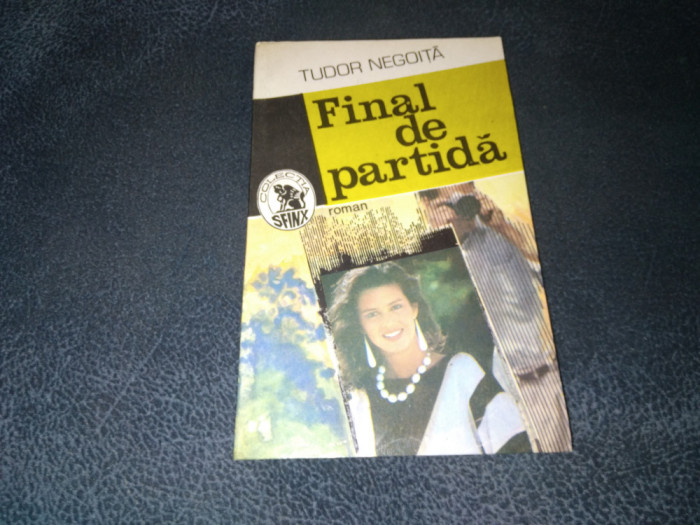 TUDOR NEGOIȚĂ
Final
de
partidă
COLECȚIA
SFINX
roman